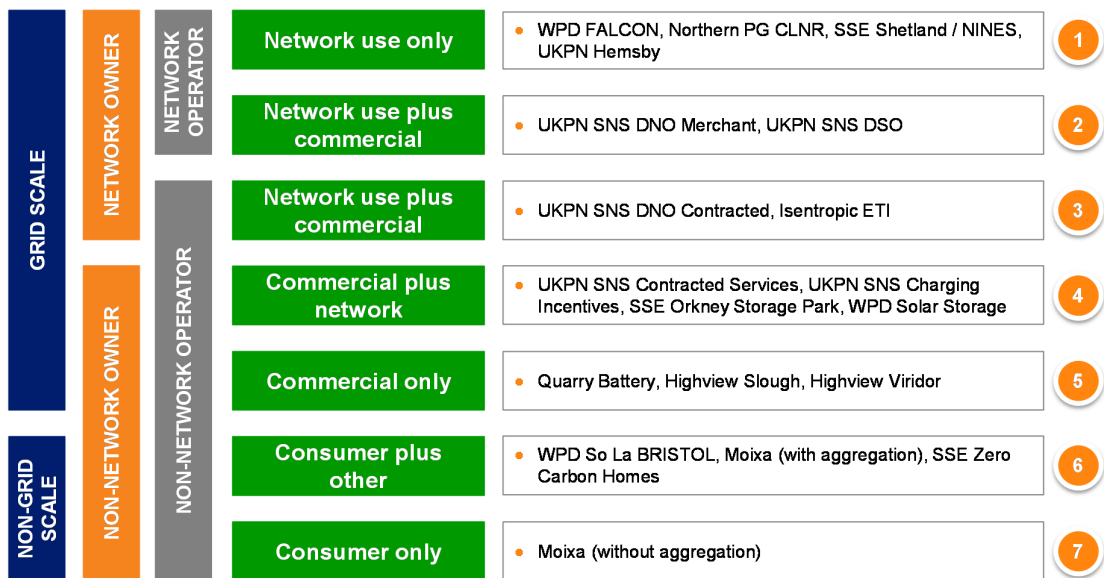 GRID SCALE
NON-GRID
SCALE
NETWORK OWNER
NON-NETWORK OWNER
NETWORK
OPERATOR
NON-NETWORK OPERATOR
Network use only
• WPD FALCON, Northern PG CLNR, SSE Shetland / NINES,
UKPN Hemsby
1
Network use plus
commercial
• UKPN SNS DNO Merchant, UKPN SNS DSO
2
Network use plus
commercial
• UKPN SNS DNO Contracted, Isentropic ETI
3
Commercial plus
network
• UKPN SNS Contracted Services, UKPN SNS Charging
Incentives, SSE Orkney Storage Park, WPD Solar Storage
4
Commercial only
• Quarry Battery, Highview Slough, Highview Viridor
5
Consumer plus
other
• WPD So La BRISTOL, Moixa (with aggregation), SSE Zero
Carbon Homes
6
Consumer only
• Moixa (without aggregation)
7